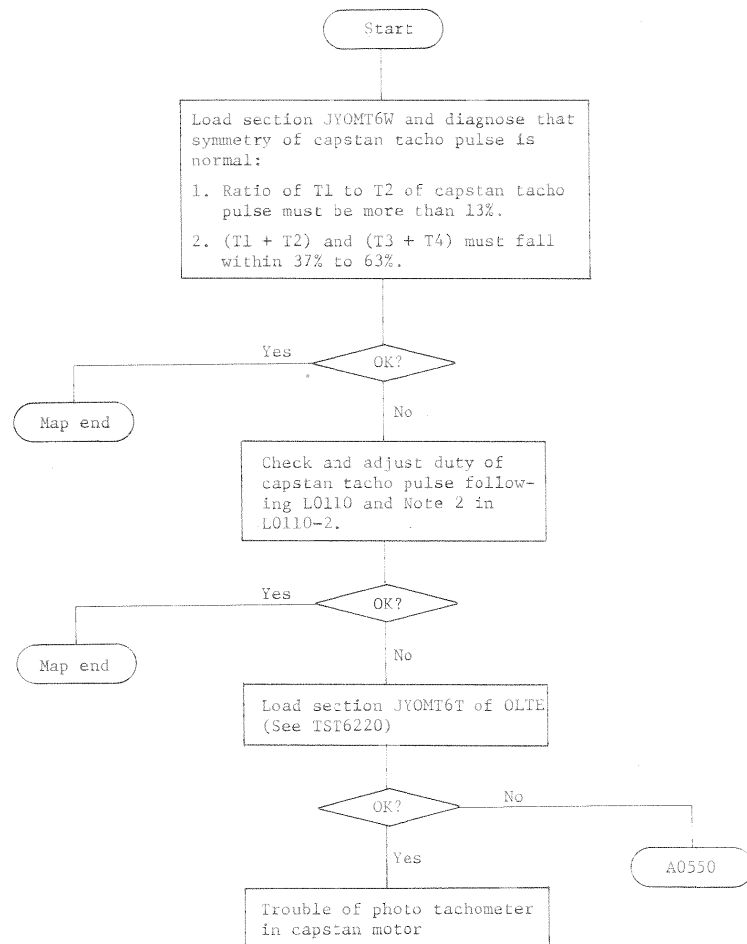 Start
Load section JYOMT6W and diagnose that
symmetry of capstan tacho pulse is
normal:
1. Ratio of T1 to T2 of capstan tacho
pulse must be more than 13%.
2. (T1 + T2) and (T3 + T4) must fall
within 37% to 63%.
Yes
OK?
Map end
No
Check and adjust duty of
capstan tacho pulse follow-
ing L0110 and Note 2 in
L0110-2.
Yes
OK?
Map end
No
Load section JYOMT6T of OLTE
(See TST6220)
OK?
No
Yes
A0550
Trouble of photo tachometer
in capstan motor